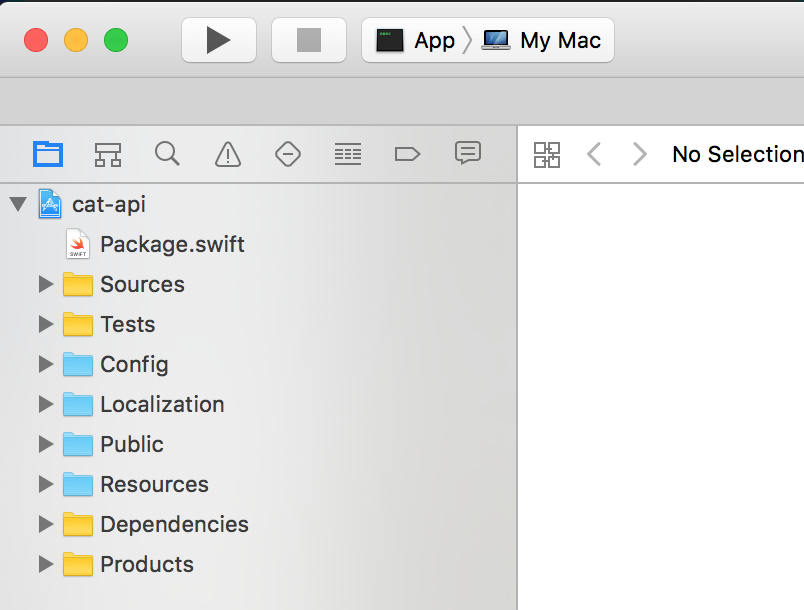 App My Mac
No Selection
cat-api
SWIFT
Package.swift
Sources
Tests
Config
Localization
Public
Resources
Dependencies
Products